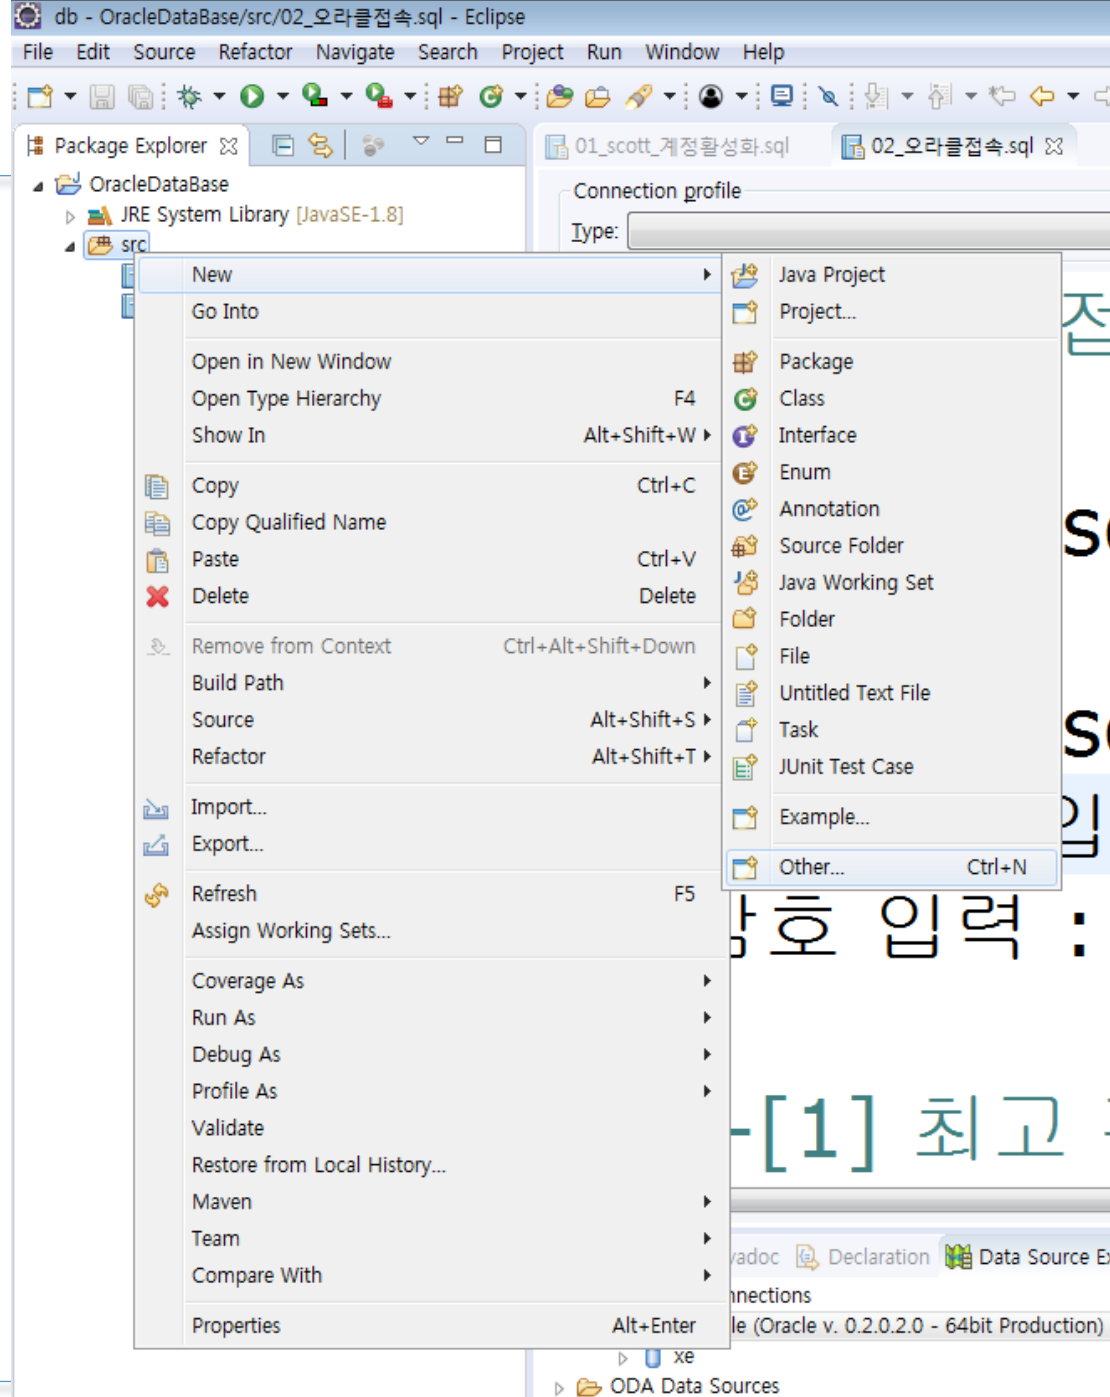 db - OracleDataBase/src/02_오라클접속.sql - Eclipse
File Edit Source Refactor Navigate Search Project Run Window Help
Package Explorer
01_scott_계정활성화.sql
02_오라클접속.sql
OracleDataBase
JRE System Library [JavaSE-1.8]
src
Connection profile
Type:
New
Go Into
Open in New Window
Open Type Hierarchy F4
Show In Alt+Shift+W
Copy Ctrl+C
Copy Qualified Name
Paste Ctrl+V
Delete Delete
Remove from Context Ctrl+Alt+Shift+Down
Build Path
Source Alt+Shift+S
Refactor Alt+Shift+T
Import...
Export...
Refresh F5
Assign Working Sets...
Coverage As
Run As
Debug As
Profile As
Validate
Restore from Local History...
Maven
Team
Compare With
Properties Alt+Enter
Java Project
Project...
Package
Class
Interface
Enum
Annotation
Source Folder
Java Working Set
Folder
File
Untitled Text File
Task
JUnit Test Case
Example...
Other... Ctrl+N
호 입력 :
-[1] 최고
vadoc Declaration Data Source Ex
nnections
le (Oracle v. 0.2.0.2.0 - 64bit Production)
xe
ODA Data Sources